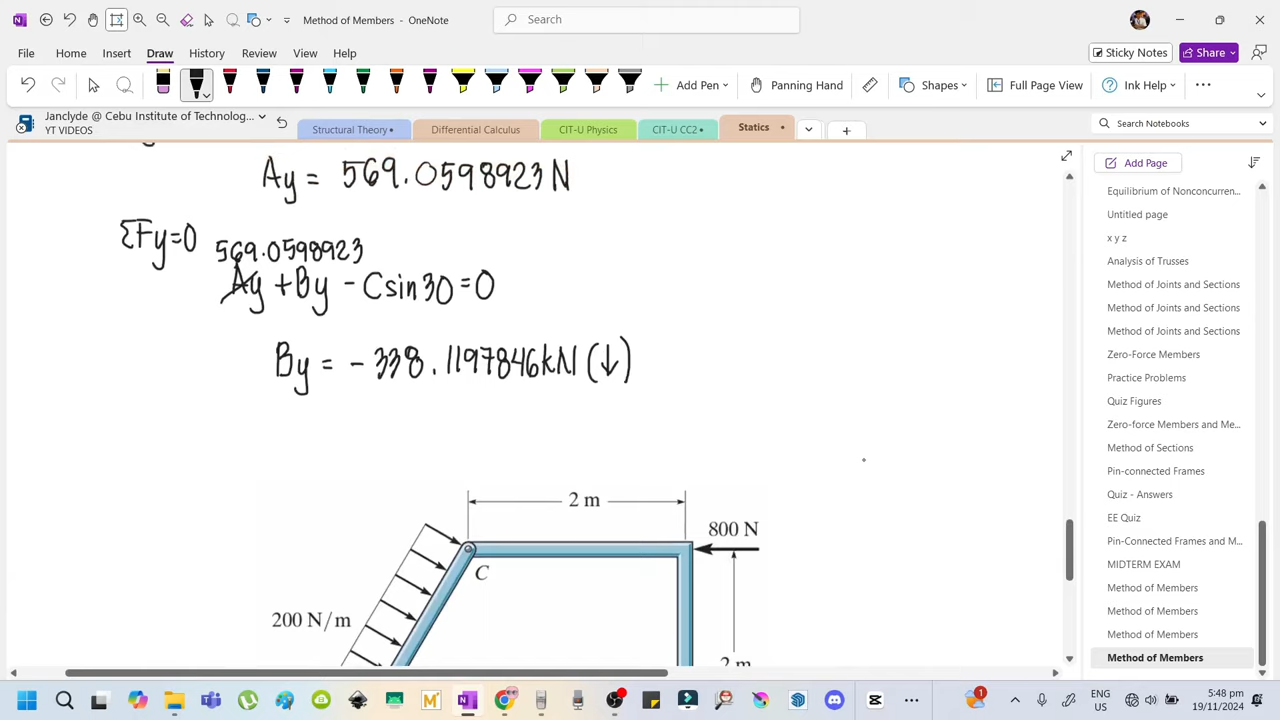 Method of Members - OneNote
Search
File Home Insert Draw History Review View Help
Sticky Notes
Share
Add Pen
Panning Hand
Shapes
Full Page View
Ink Help
Janclyde @ Cebu Institute of Technolog...
YT VIDEOS
Structural Theory
Differential Calculus
CIT-U Physics
CIT-U CC2
Statics
Search Notebooks
Add Page
Ay = 569.0598923 N
ΣFy=0
569.0598923
Ay + By - Csin30=0
By = - 338.1197846kN (↓)
2 m
800 N
C
200 N/m
2 m
Equilibrium of Nonconcurren...
Untitled page
x y z
Analysis of Trusses
Method of Joints and Sections
Method of Joints and Sections
Method of Joints and Sections
Zero-Force Members
Practice Problems
Quiz Figures
Zero-force Members and Me...
Method of Sections
Pin-connected Frames
Quiz - Answers
EE Quiz
Pin-Connected Frames and M...
MIDTERM EXAM
Method of Members
Method of Members
Method of Members
Method of Members
1
ENG
PH
5:48 pm
19/11/2024